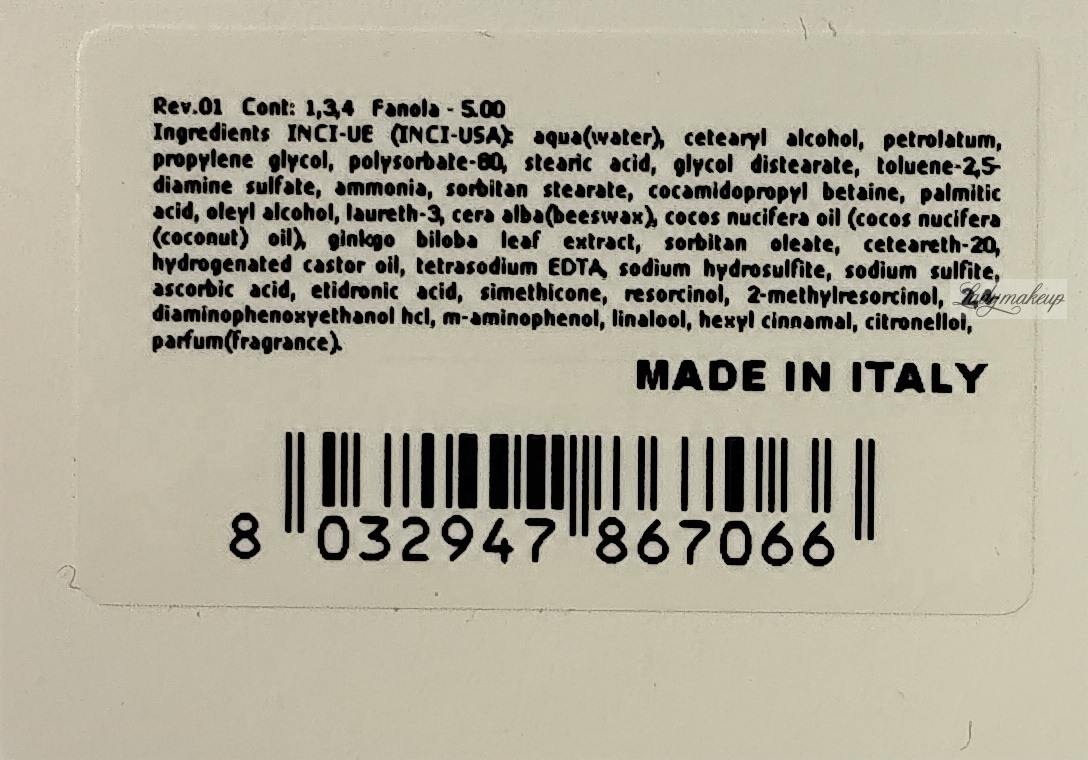 Rev.01 Cont: 1,3,4 Fanola - 5.00
Ingredients INCI-UE (INCI-USA): aqua(water), cetearyl alcohol, petrolatum,
propylene glycol, polysorbate-80, stearic acid, glycol distearate, toluene-2,5-
diamine sulfate, ammonia, sorbitan stearate, cocamidopropyl betaine, palmitic
acid, oleyl alcohol, laureth-3, cera alba(beeswax), cocos nucifera oil (cocos nucifera
(coconut) oil), ginkgo biloba leaf extract, sorbitan oleate, ceteareth-20,
hydrogenated castor oil, tetrasodium EDTA, sodium hydrosulfite, sodium sulfite,
ascorbic acid, etidronic acid, simethicone, resorcinol, 2-methylresorcinol,
Ladymakeup
diaminophenoxyethanol hcl, m-aminophenol, linalool, hexyl cinnamal, citronellol,
parfum(fragrance).
MADE IN ITALY
8 032947 867066